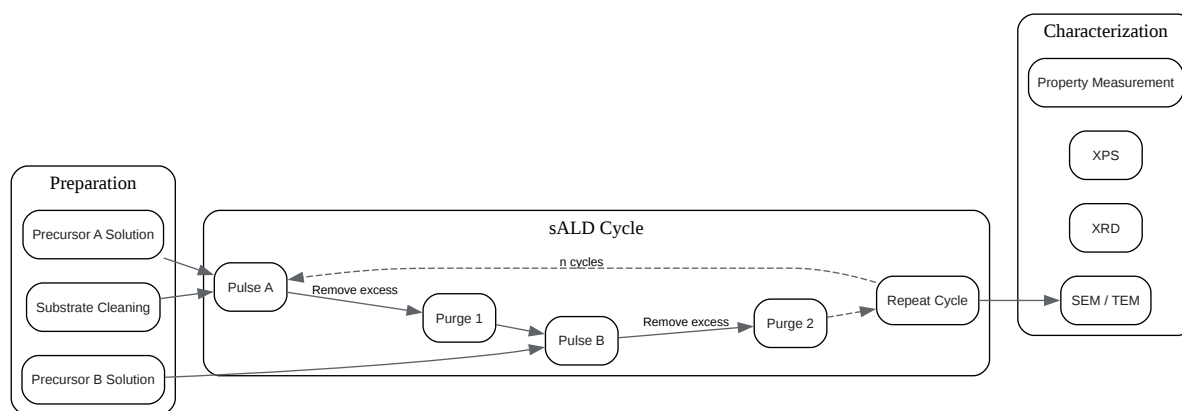 Preparation
Precursor A Solution
Substrate Cleaning
Precursor B Solution
sALD Cycle
n cycles
Pulse A
Remove excess
Purge 1
Pulse B
Remove excess
Purge 2
Repeat Cycle
Characterization
Property Measurement
XPS
XRD
SEM / TEM